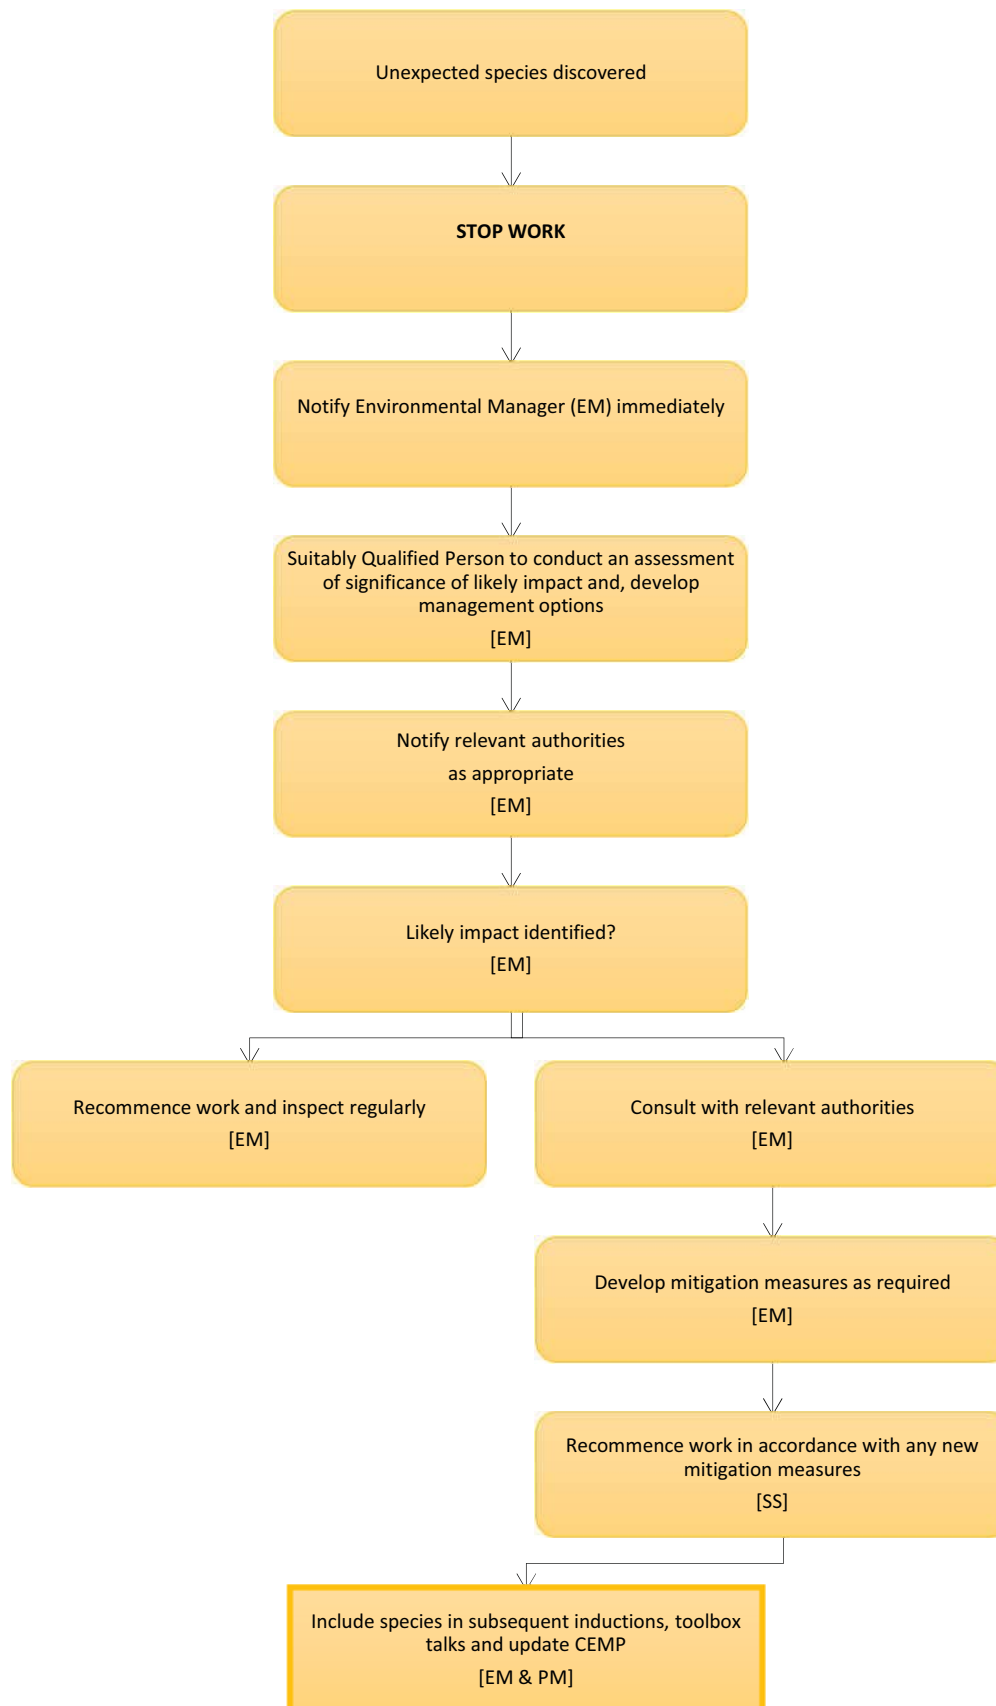 Unexpected species discovered
STOP WORK
Notify Environmental Manager (EM) immediately
Suitably Qualified Person to conduct an assessment
of significance of likely impact and, develop
management options
[EM]
Notify relevant authorities
as appropriate
[EM]
Likely impact identified?
[EM]
Recommence work and inspect regularly
[EM]
Consult with relevant authorities
[EM]
Develop mitigation measures as required
[EM]
Recommence work in accordance with any new
mitigation measures
[SS]
Include species in subsequent inductions, toolbox
talks and update CEMP
[EM & PM]